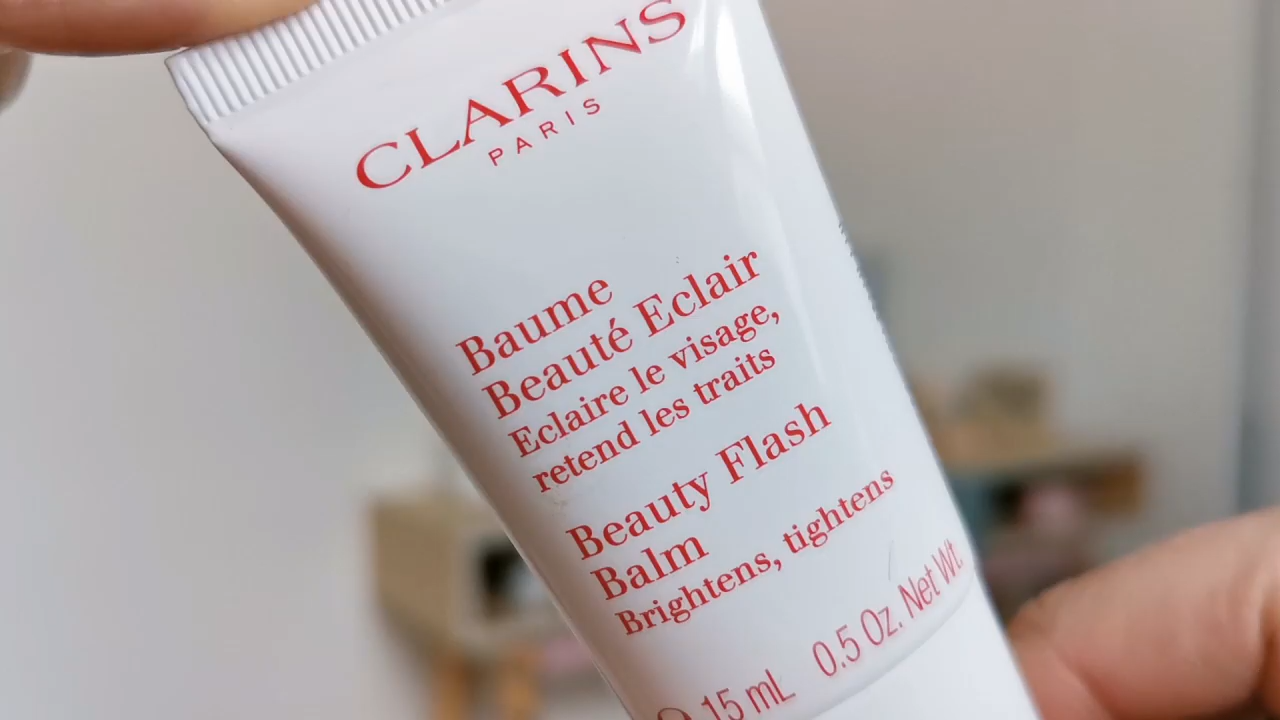 CLARINS
PARIS
Baume
Beauté Eclair
Eclaire le visage,
retend les traits
Beauty Flash
Balm
Brightens, tightens
15 mL 0.5 Oz. Net Wt.